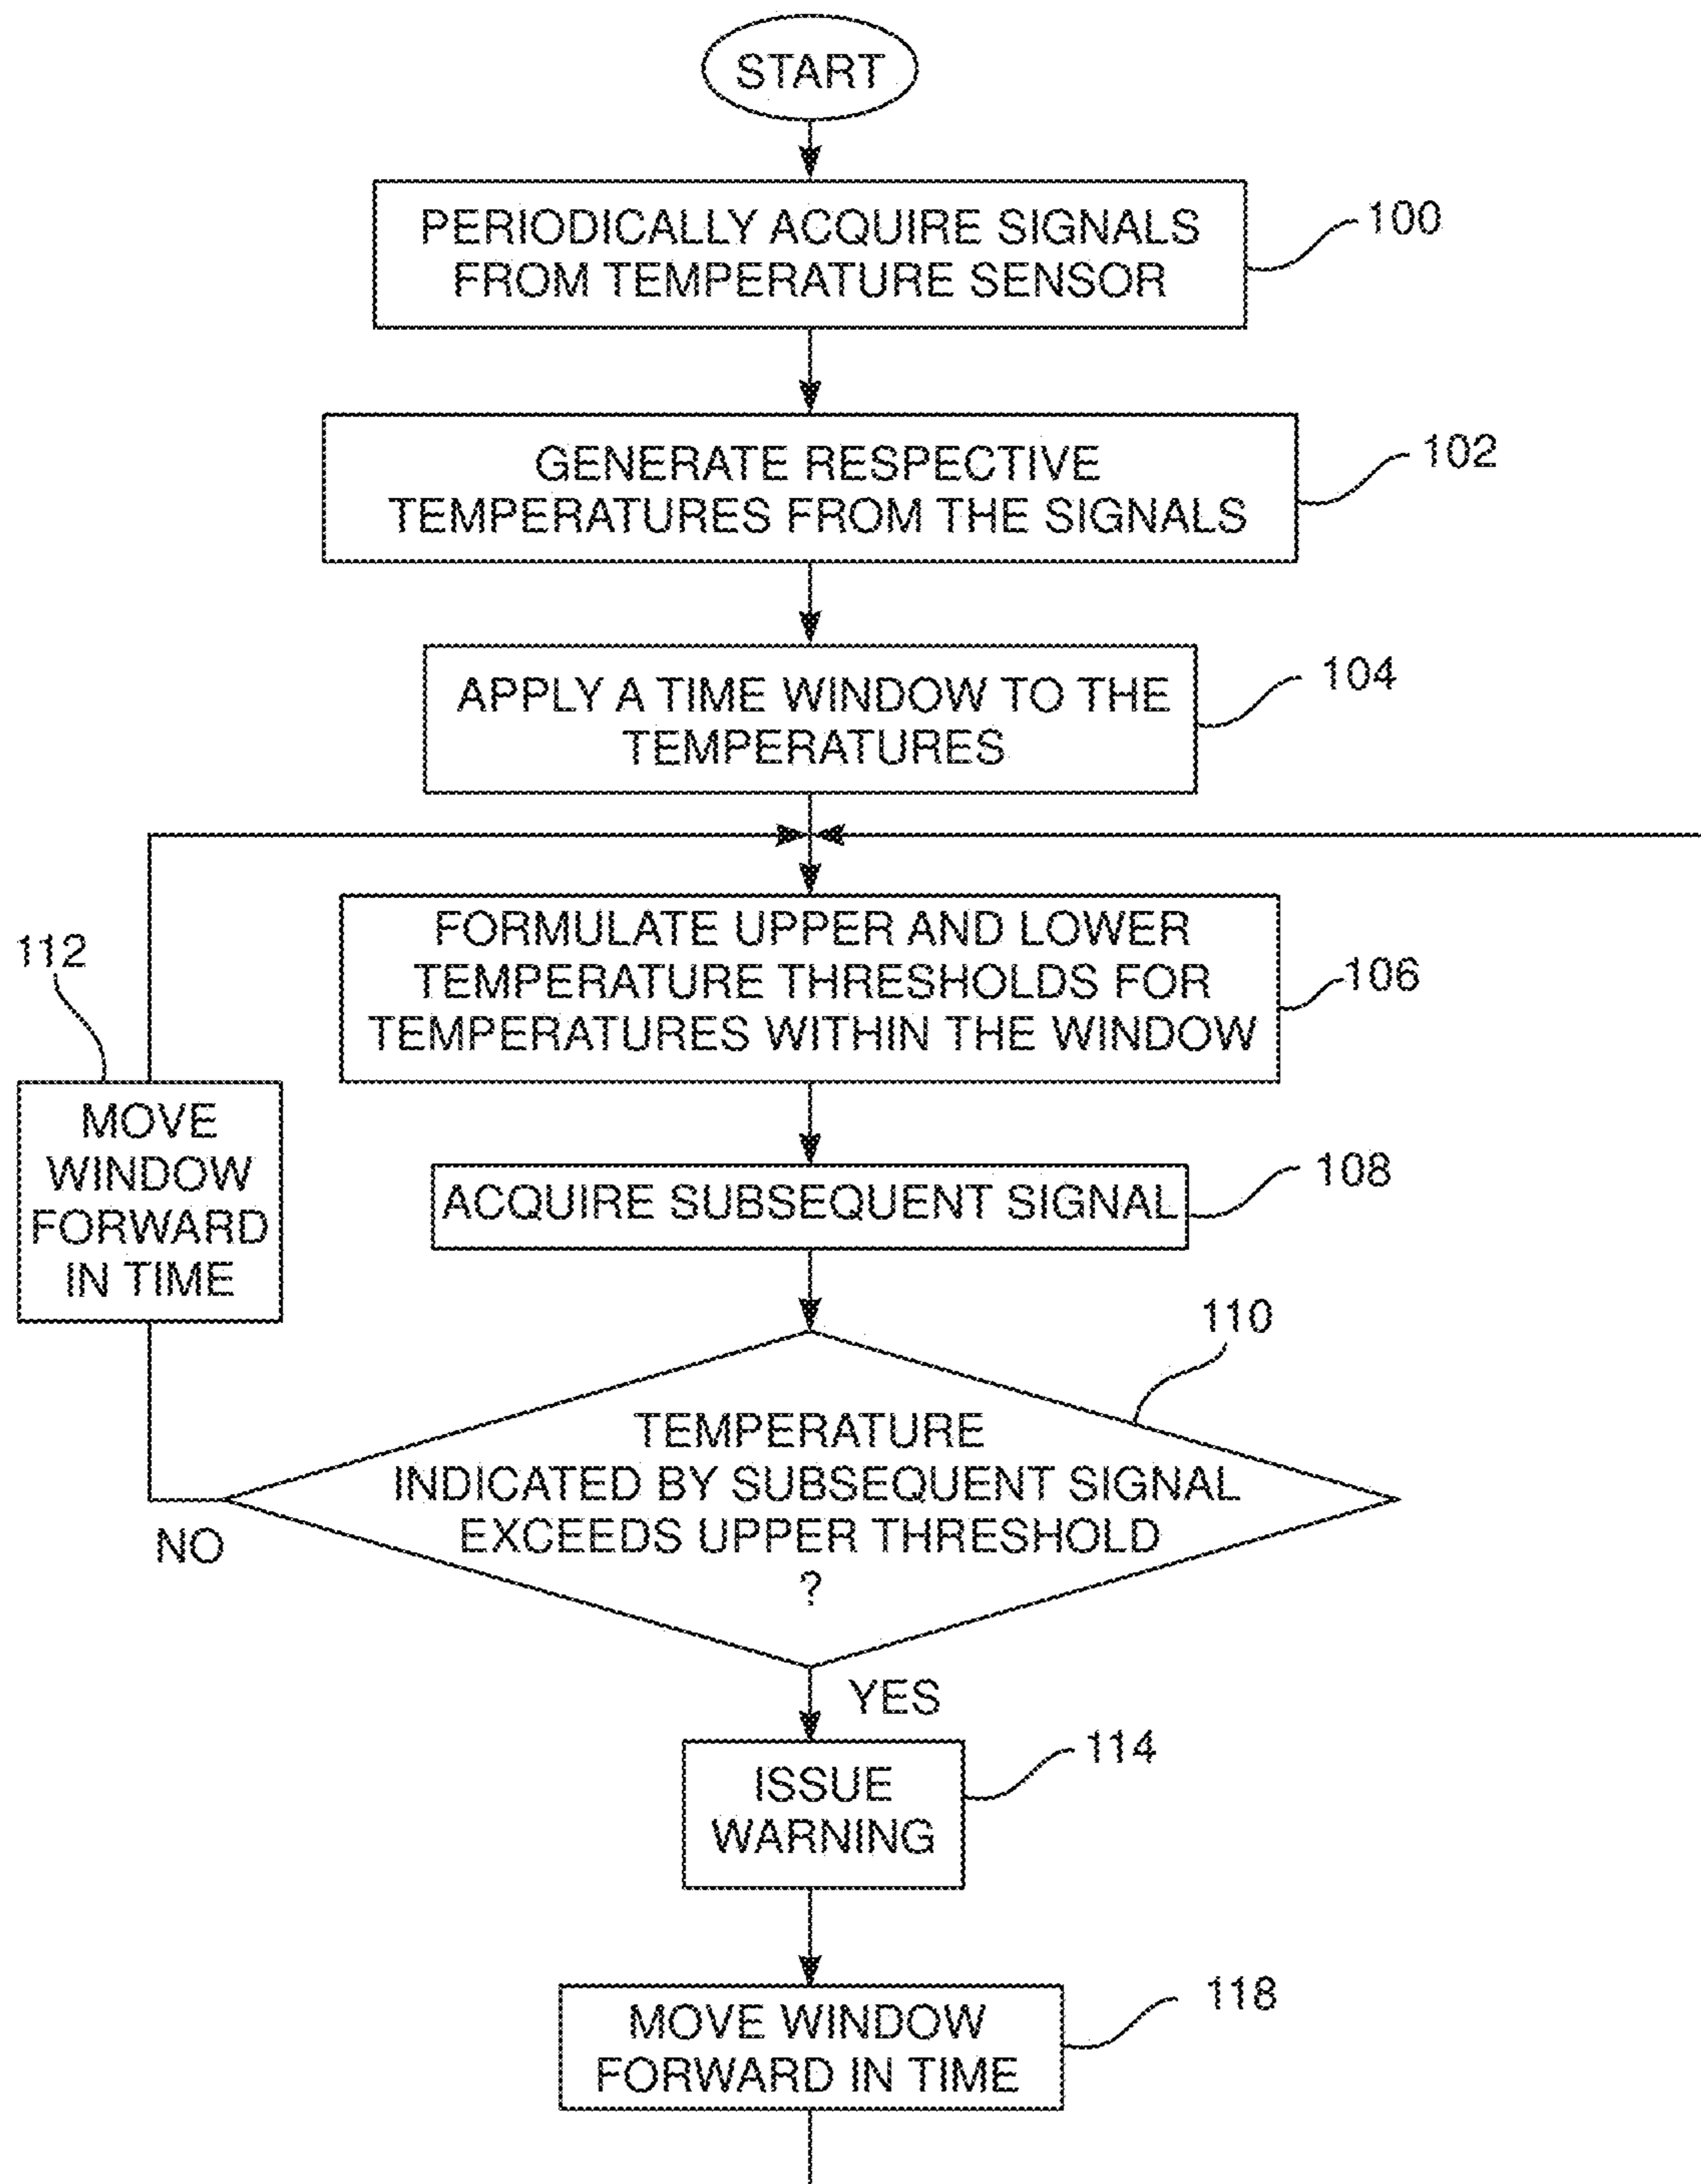 START
PERIODICALLY ACQUIRE SIGNALS
FROM TEMPERATURE SENSOR
100
GENERATE RESPECTIVE
TEMPERATURES FROM THE SIGNALS
102
APPLY A TIME WINDOW TO THE
TEMPERATURES
104
FORMULATE UPPER AND LOWER
TEMPERATURE THRESHOLDS FOR
TEMPERATURES WITHIN THE WINDOW
106
112
MOVE
WINDOW
FORWARD
IN TIME
ACQUIRE SUBSEQUENT SIGNAL
108
110
TEMPERATURE
INDICATED BY SUBSEQUENT SIGNAL
EXCEEDS UPPER THRESHOLD
?
NO
YES
ISSUE
WARNING
114
MOVE WINDOW
FORWARD IN TIME
118